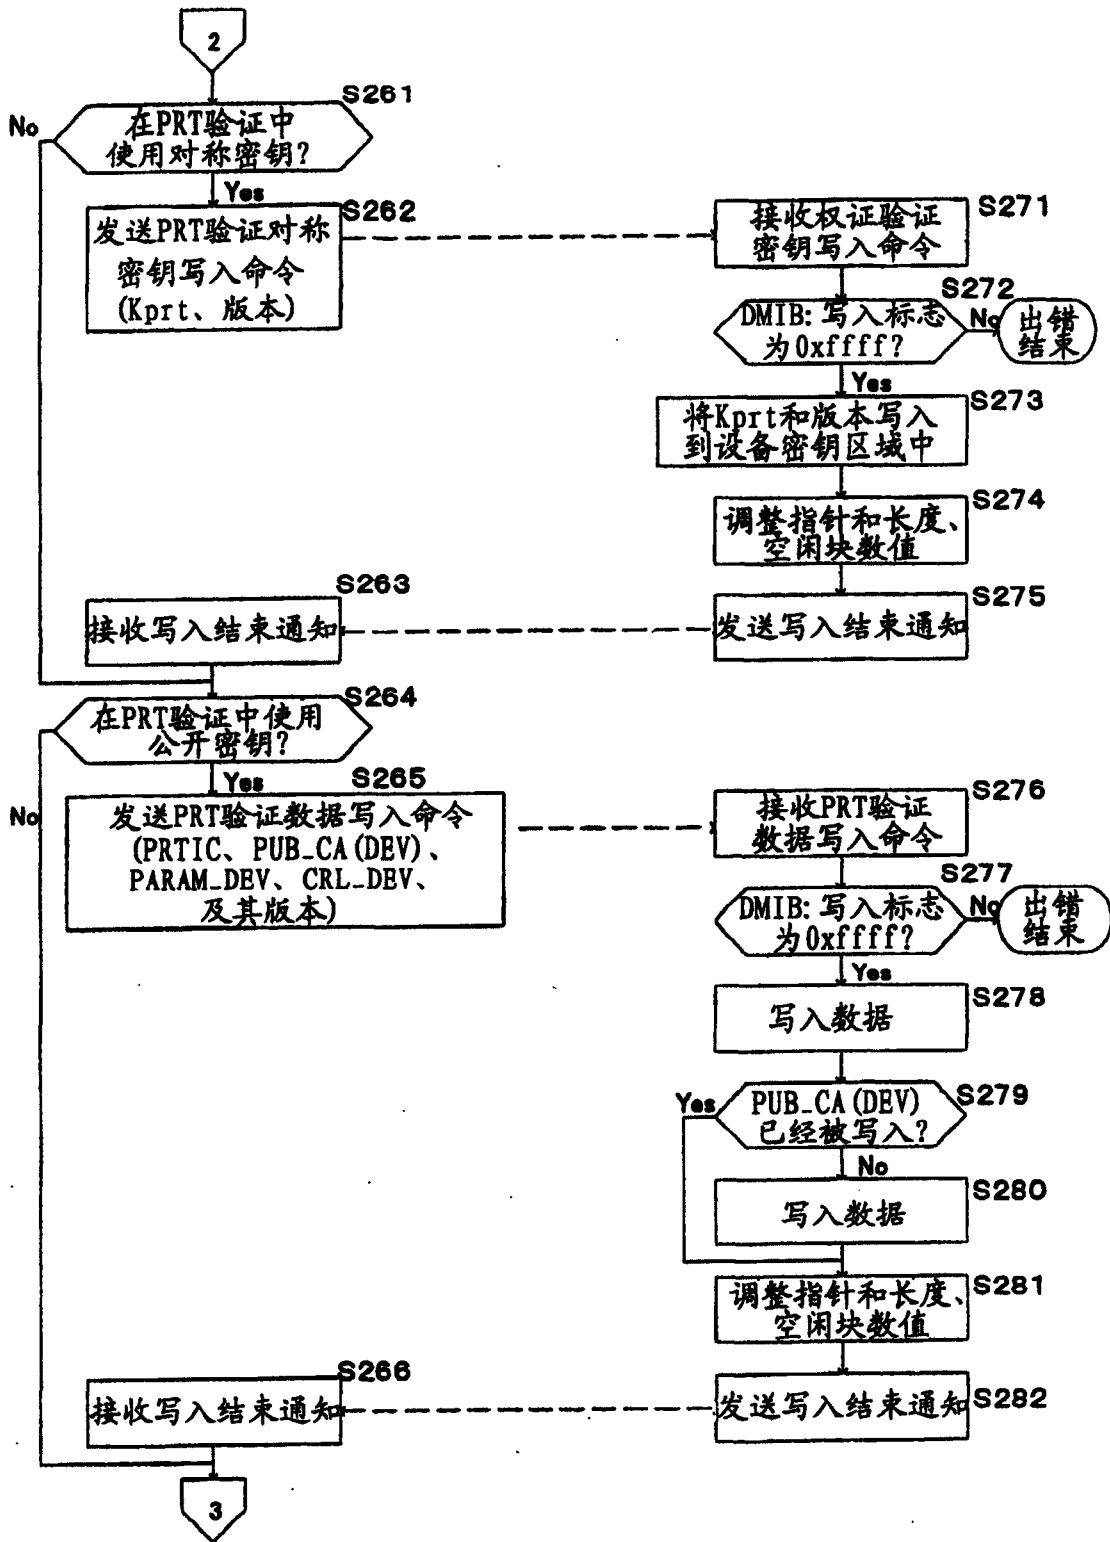 2
S261
No
在PRT验证中
使用对称密钥?
Yes
S262
发送PRT验证对称
密钥写入命令
(Kprt、版本)
S271
接收权证验证
密钥写入命令
S272
DMIB:写入标志
为0xffff?
No
出错
结束
Yes
S273
将Kprt和版本写入
到设备密钥区域中
S274
调整指针和长度、
空闲块数值
S263
接收写入结束通知
S275
发送写入结束通知
S264
在PRT验证中使用
公开密钥?
Yes
No
S265
发送PRT验证数据写入命令
(PRTIC、PUB_CA(DEV)、
PARAM_DEV、CRL_DEV、
及其版本)
S276
接收PRT验证
数据写入命令
S277
DMIB:写入标志
为0xffff?
No
出错
结束
Yes
S278
写入数据
S279
Yes
PUB_CA(DEV)
已经被写入?
No
S280
写入数据
S281
调整指针和长度、
空闲块数值
S266
接收写入结束通知
S282
发送写入结束通知
3